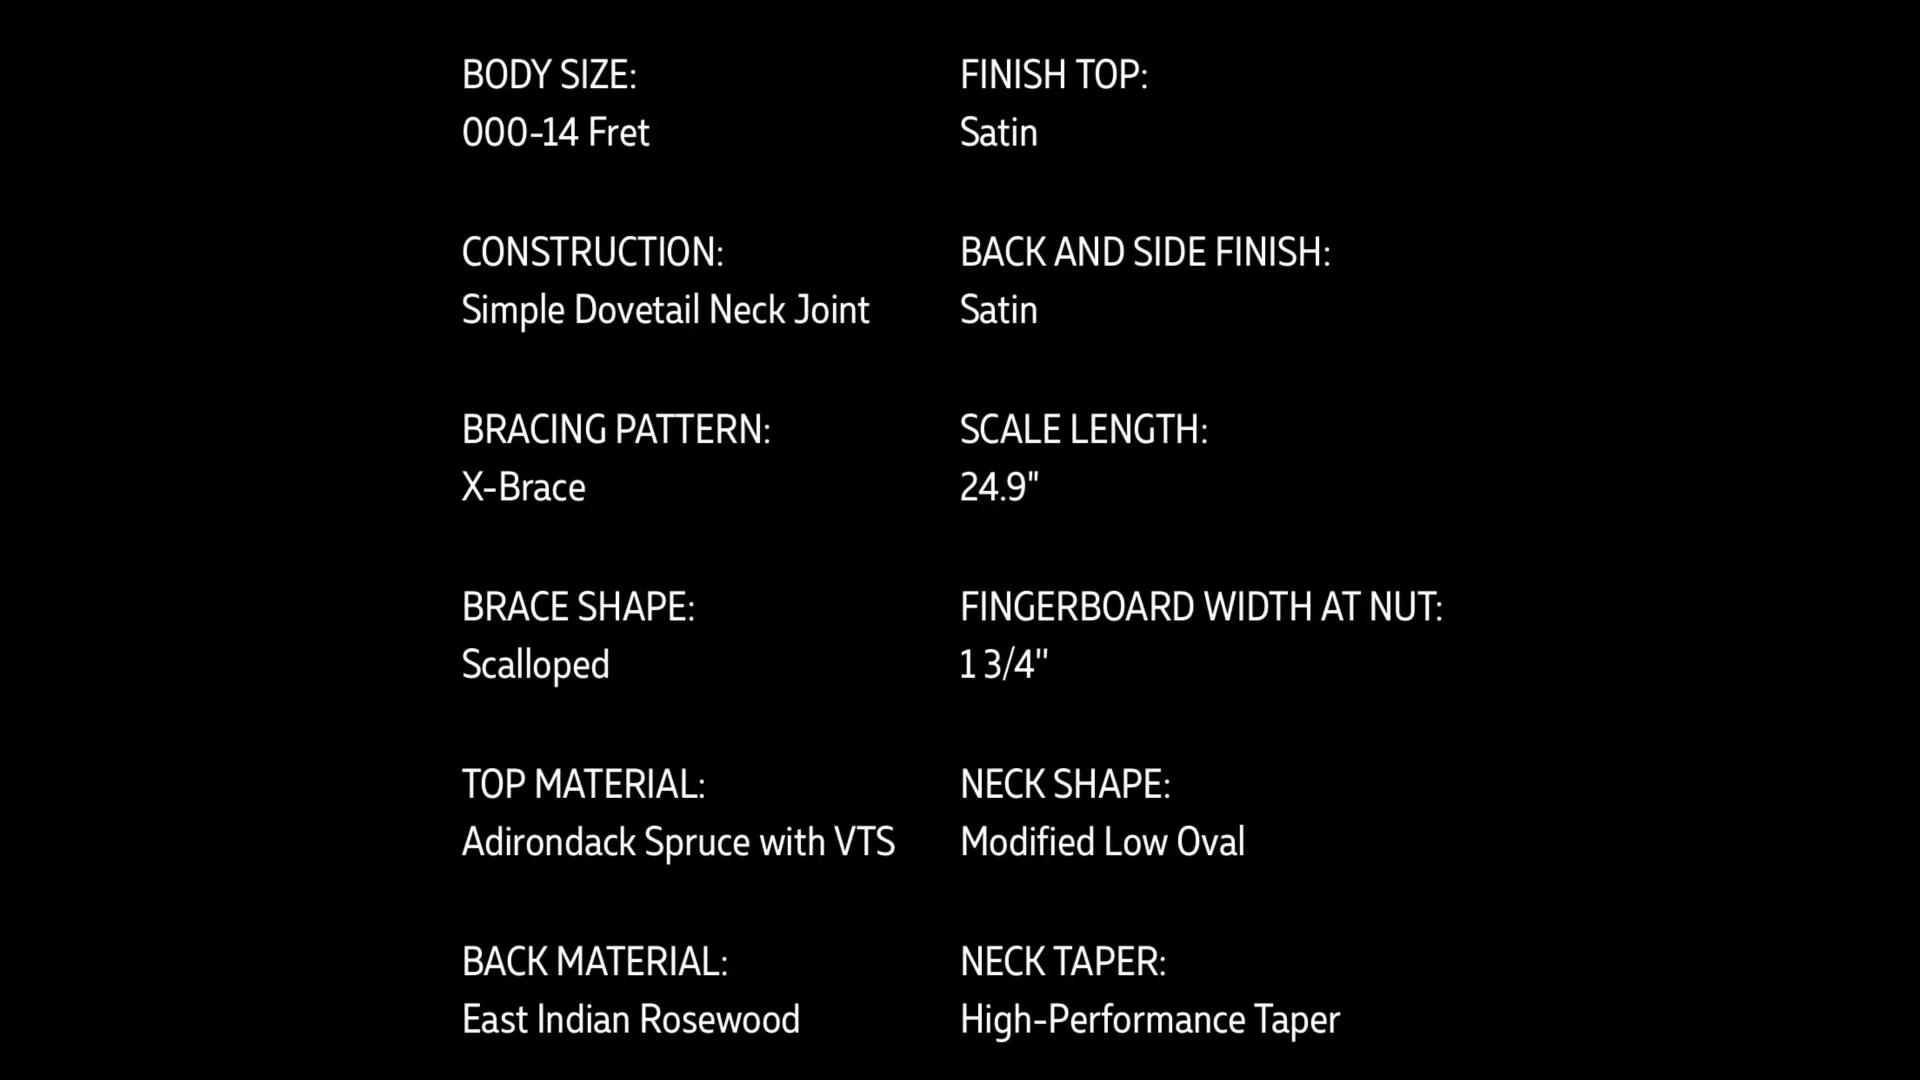 BODY SIZE:
000-14 Fret
CONSTRUCTION:
Simple Dovetail Neck Joint
BRACING PATTERN:
X-Brace
BRACE SHAPE:
Scalloped
TOP MATERIAL:
Adirondack Spruce with VTS
BACK MATERIAL:
East Indian Rosewood
FINISH TOP:
Satin
BACK AND SIDE FINISH:
Satin
SCALE LENGTH:
24.9"
FINGERBOARD WIDTH AT NUT:
1 3/4"
NECK SHAPE:
Modified Low Oval
NECK TAPER:
High-Performance Taper